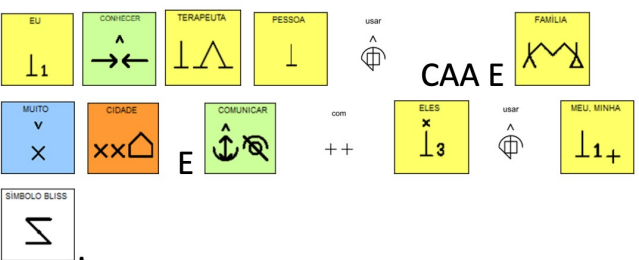 EU CONHECER TERAPEUTA PESSOA usar CAA E FAMÍLIA
MUITO CIDADE E COMUNICAR com ELES usar MEU, MINHA
SÍMBOLO BLISS .